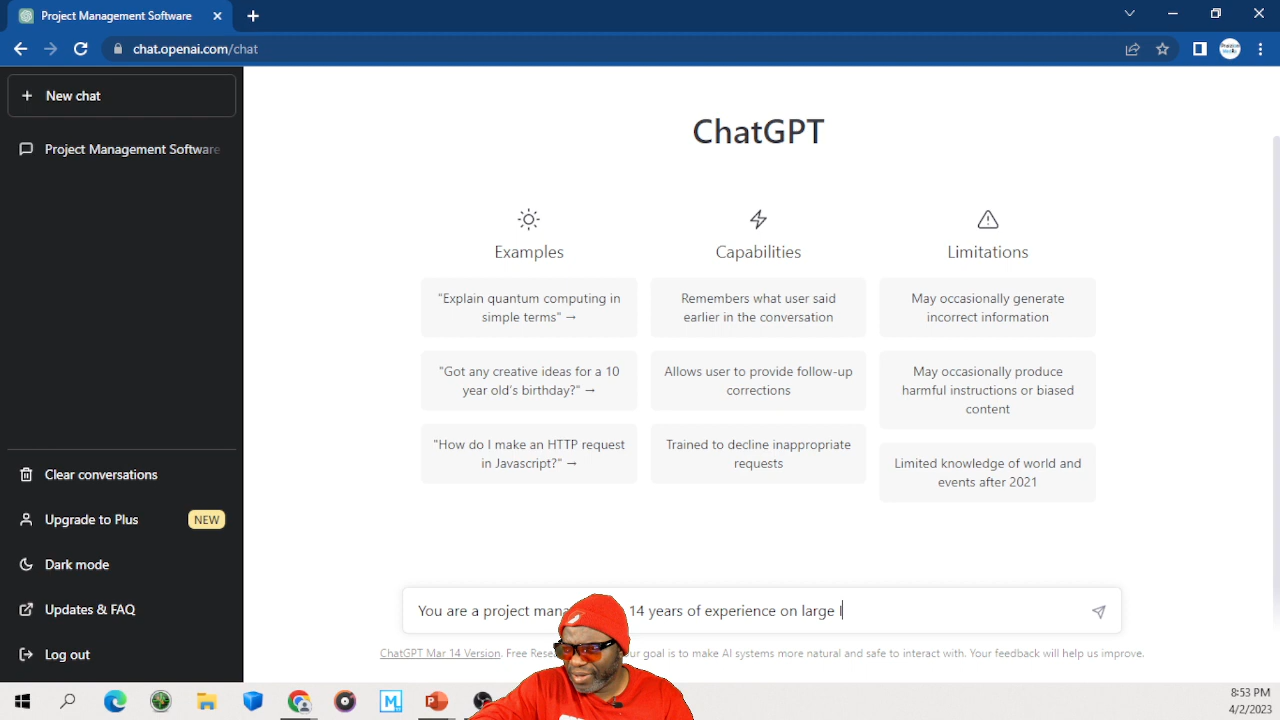 Project Management Software
chat.openai.com/chat
New chat
Project Management Software
Clear conversations
Upgrade to Plus
NEW
Dark mode
Updates & FAQ
Log out
ChatGPT
Examples
"Explain quantum computing in
simple terms" →
"Got any creative ideas for a 10
year old's birthday?" →
"How do I make an HTTP request
in Javascript?" →
Capabilities
Remembers what user said
earlier in the conversation
Allows user to provide follow-up
corrections
Trained to decline inappropriate
requests
Limitations
May occasionally generate
incorrect information
May occasionally produce
harmful instructions or biased
content
Limited knowledge of world and
events after 2021
You are a project 14 years of experience on large
ChatGPT Mar 14 Version. Free goal is to make AI systems more natural and safe to interact with. Your feedback will help us improve.
8:53 PM
4/2/2023